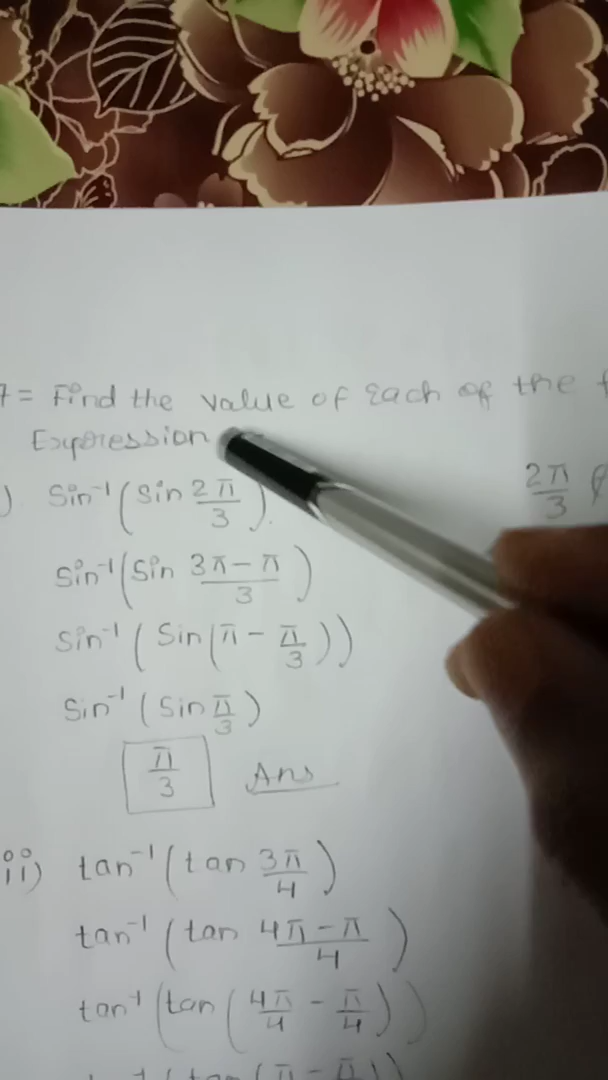 7 = Find the value of Each of the f
Expression
) Sin⁻¹ (Sin 2π/3).
2π/3 ∉
Sin⁻¹ (Sin 3π-π/3)
Sin⁻¹ (Sin(π - π/3))
Sin⁻¹ (Sin π/3)
π/3 Ans
ii) tan⁻¹ (tan 3π/4)
tan⁻¹ (tan 4π-π/4)
tan⁻¹ (tan (4π/4 - π/4))